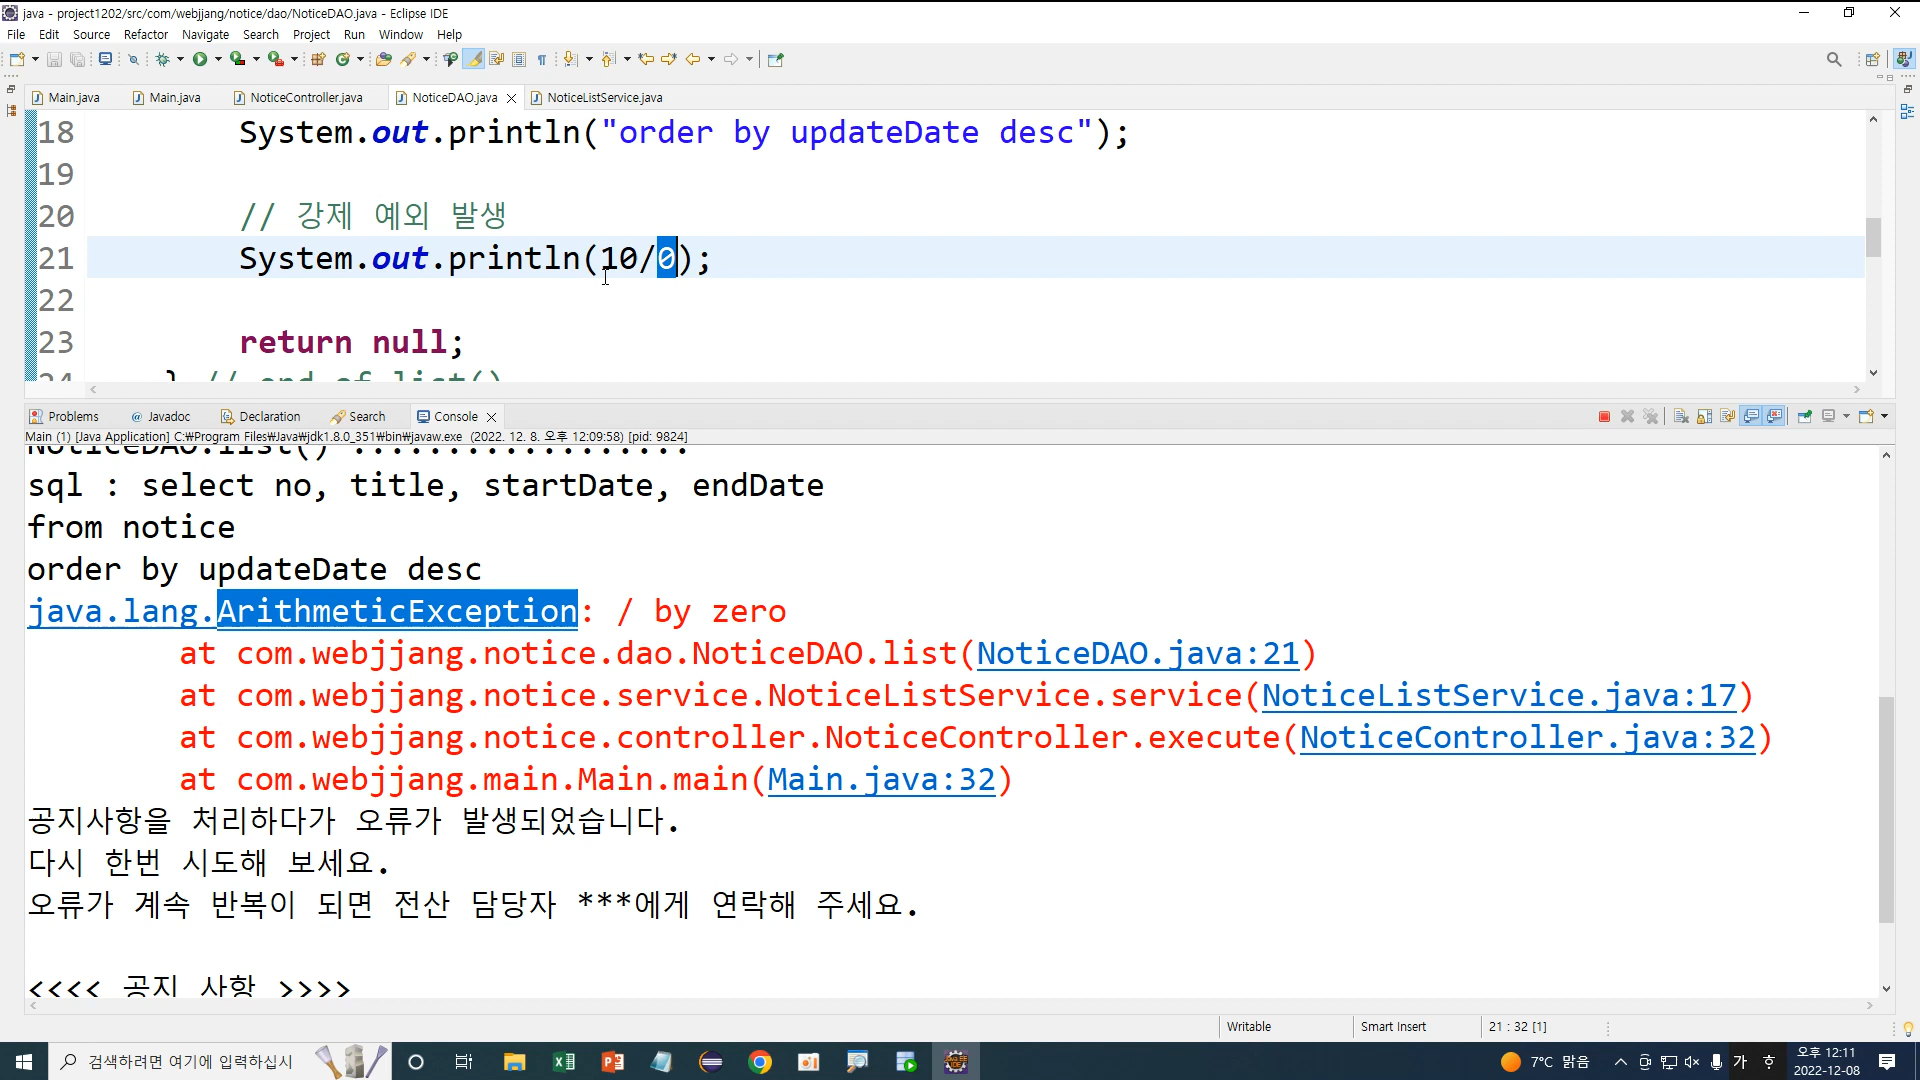 java - project1202/src/com/webjjang/notice/dao/NoticeDAO.java - Eclipse IDE
File Edit Source Refactor Navigate Search Project Run Window Help
Main.java Main.java NoticeController.java NoticeDAO.java NoticeListService.java
18 System.out.println("order by updateDate desc");
19
20 // 강제 예외 발생
21 System.out.println(10/0);
22
23 return null;
24 } // end of list()
Problems Javadoc Declaration Search Console
Main (1) [Java Application] C:₩Program Files₩Java₩jdk1.8.0_351₩bin₩javaw.exe (2022. 12. 8. 오후 12:09:58) [pid: 9824]
NoticeDAO.list() ..................
sql : select no, title, startDate, endDate
from notice
order by updateDate desc
java.lang.ArithmeticException: / by zero
at com.webjjang.notice.dao.NoticeDAO.list(NoticeDAO.java:21)
at com.webjjang.notice.service.NoticeListService.service(NoticeListService.java:17)
at com.webjjang.notice.controller.NoticeController.execute(NoticeController.java:32)
at com.webjjang.main.Main.main(Main.java:32)
공지사항을 처리하다가 오류가 발생되었습니다.
다시 한번 시도해 보세요.
오류가 계속 반복이 되면 전산 담당자 ***에게 연락해 주세요.
<<<< 공지 사항 >>>>
Writable Smart Insert 21 : 32 [1]
검색하려면 여기에 입력하십시 7°C 맑음 가 오후 12:11
2022-12-08